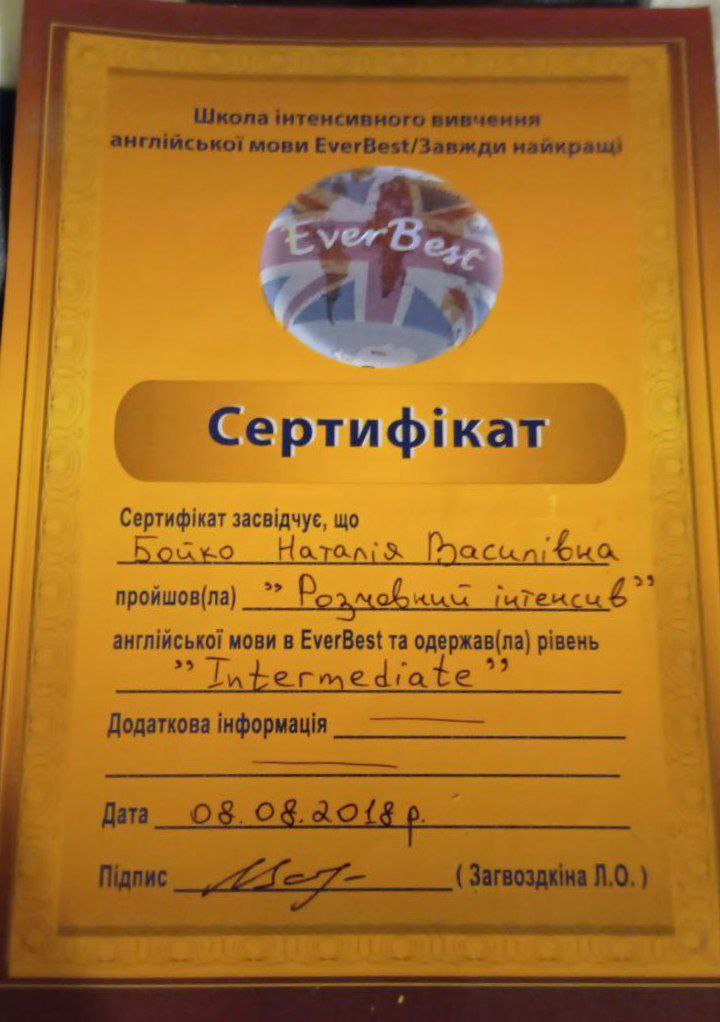 Школа інтенсивного вивчення
англійської мови EverBest/Завжди найкращі
EverBest
Сертифікат
Сертифікат засвідчує, що
Бойко Наталія Василівна
пройшов(ла) "Розмовний інтенсив"
англійської мови в EverBest та одержав(ла) рівень
"Intermediate"
Додаткова інформація
Дата 08.08.2018 р.
Підпис (Загвоздкіна Л.О.)